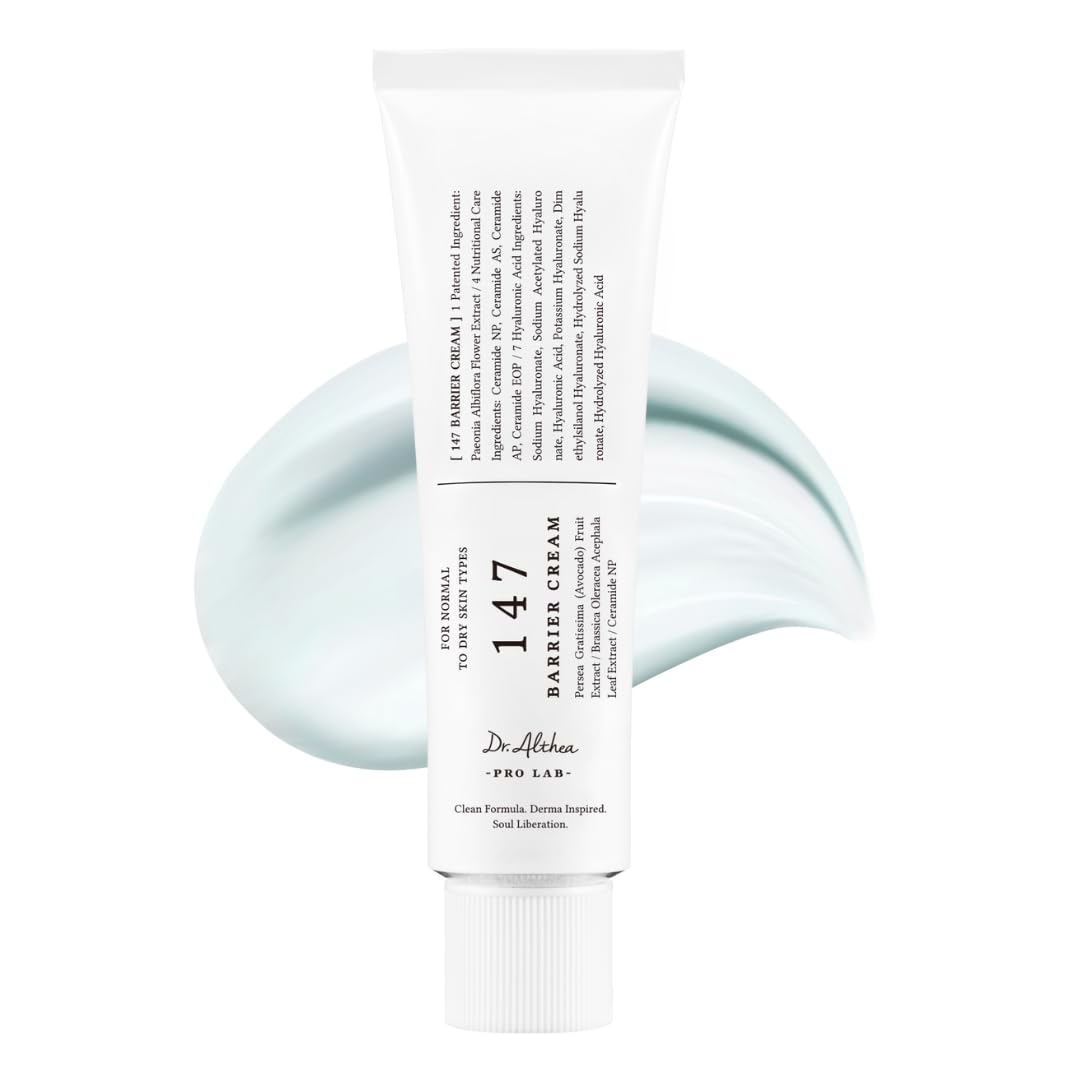 [ 147 BARRIER CREAM ] 1 Patented Ingredient:
Paeonia Albiflora Flower Extract / 4 Nutritional Care
Ingredients: Ceramide NP, Ceramide AS, Ceramide
AP, Ceramide EOP / 7 Hyaluronic Acid Ingredients:
Sodium Hyaluronate, Sodium Acetylated Hyaluro
nate, Hyaluronic Acid, Potassium Hyaluronate, Dim
ethylsilanol Hyaluronate, Hydrolyzed Sodium Hyalu
ronate, Hydrolyzed Hyaluronic Acid
FOR NORMAL
TO DRY SKIN TYPES
147
BARRIER CREAM
Persea Gratissima (Avocado) Fruit
Extract / Brassica Oleracea Acephala
Leaf Extract / Ceramide NP
Dr.Althea
-PRO LAB-
Clean Formula. Derma Inspired.
Soul Liberation.